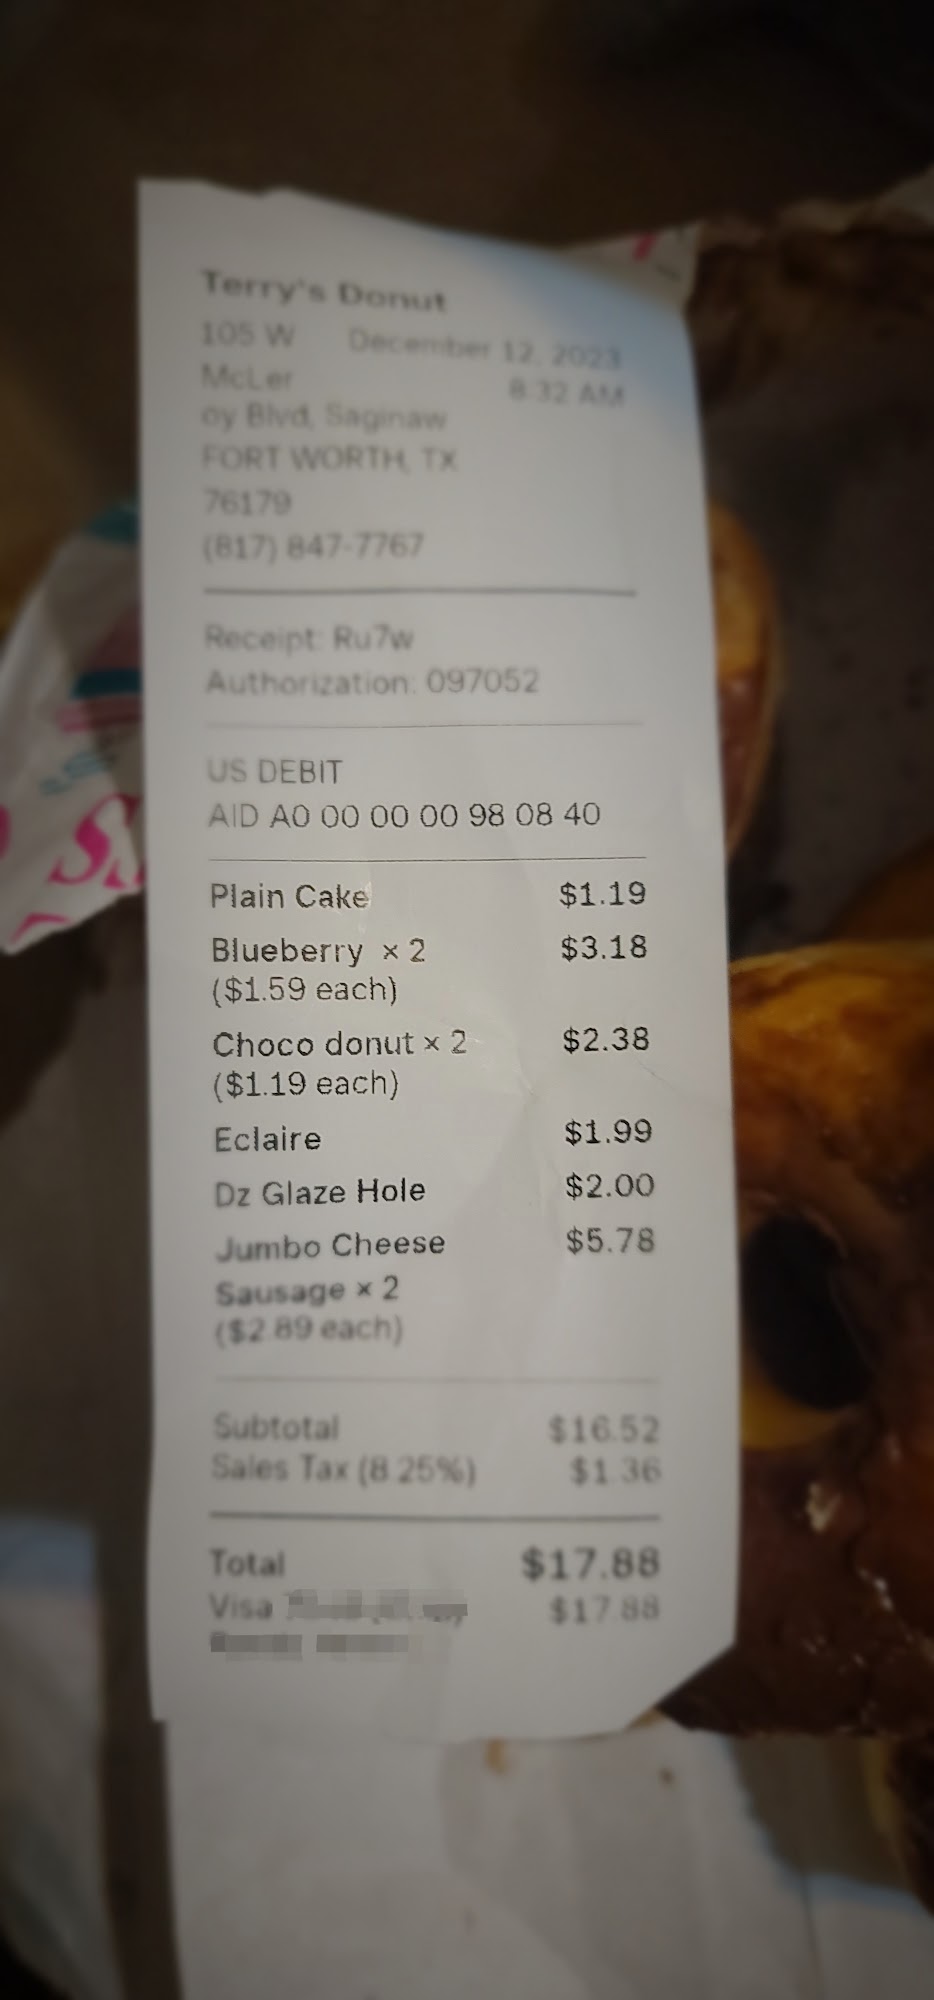 Terry's Donut
105 W December 12, 2023
McLer 8:32 AM
oy Blvd, Saginaw
FORT WORTH, TX
76179
(817) 847-7767
Receipt: Ru7w
Authorization: 097052
US DEBIT
AID A0 00 00 00 98 08 40
Plain Cake $1.19
Blueberry × 2 $3.18
($1.59 each)
Choco donut × 2 $2.38
($1.19 each)
Eclaire $1.99
Dz Glaze Hole $2.00
Jumbo Cheese $5.78
Sausage × 2
($2.89 each)
Subtotal $16.52
Sales Tax (8.25%) $1.36
Total $17.88
Visa $17.88